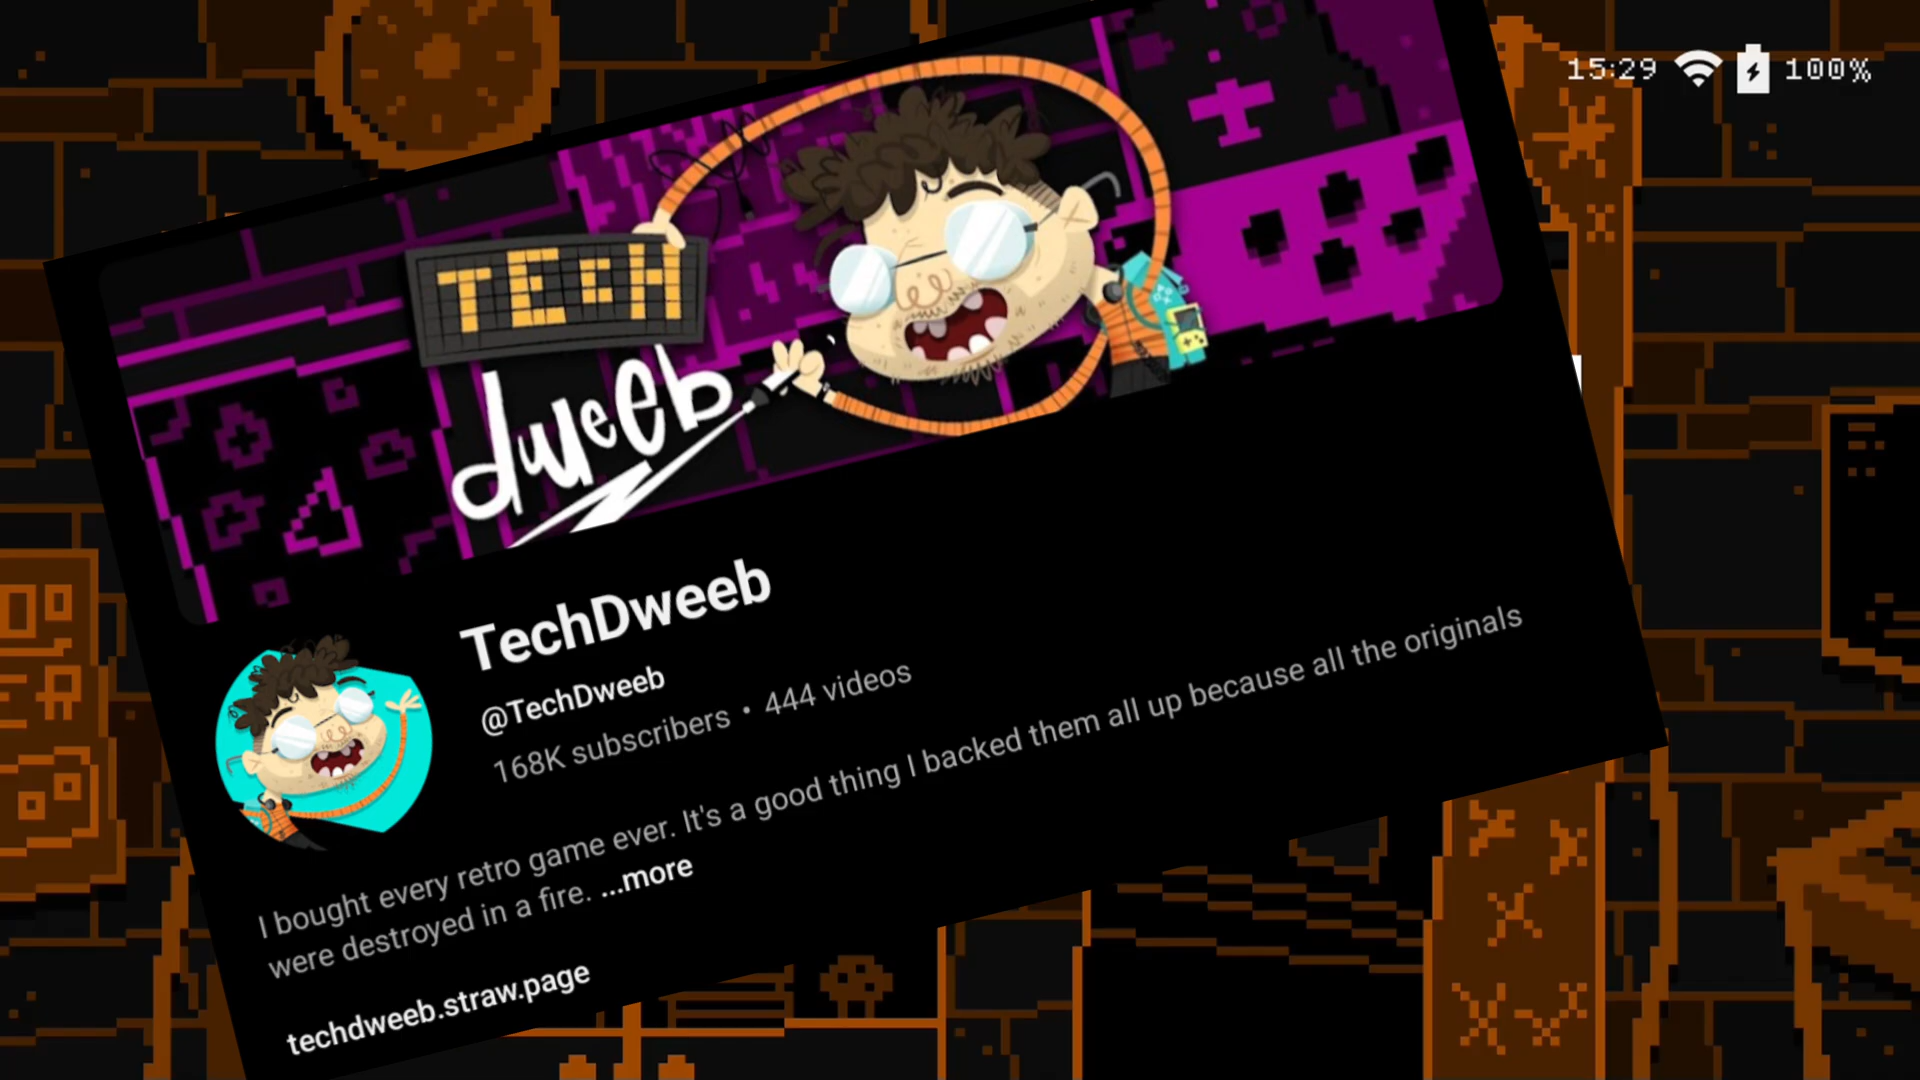 15:29 100%
TECH
dweeb
TechDweeb
@TechDweeb
168K subscribers • 444 videos
I bought every retro game ever. It's a good thing I backed them all up because all the originals
were destroyed in a fire. ...more
techdweeb.straw.page